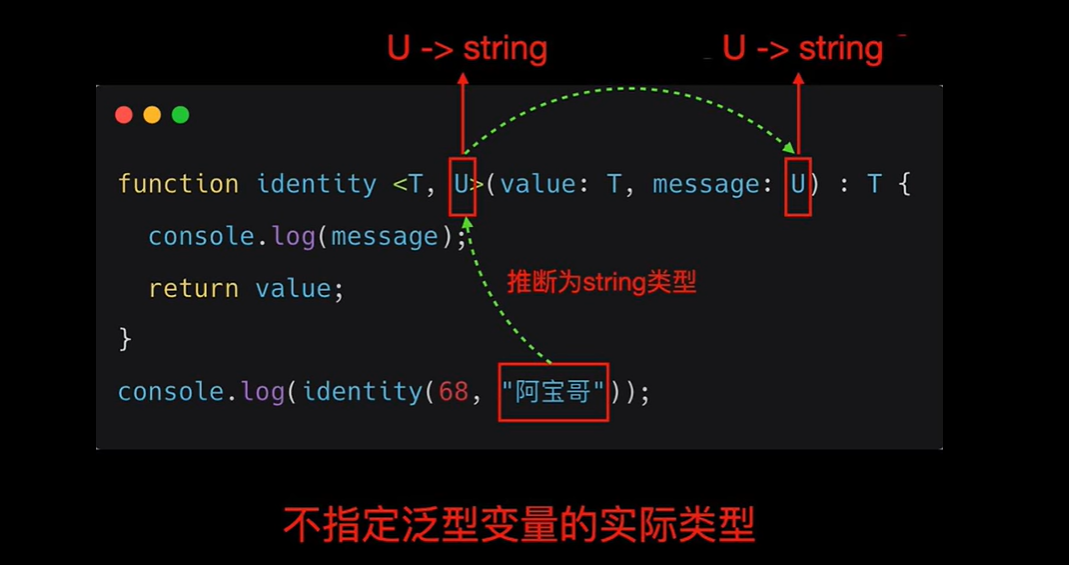 U -> string U -> string
function identity <T, U>(value: T, message: U) : T {
console.log(message);
return value;
推断为string类型
}
console.log(identity(68, "阿宝哥"));
不指定泛型变量的实际类型